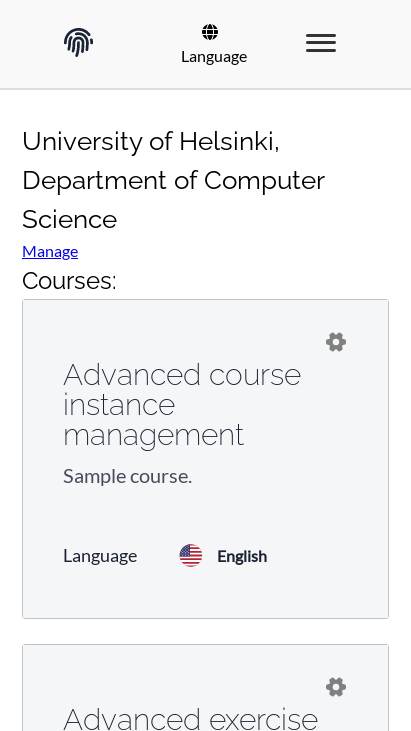 Language
University of Helsinki,
Department of Computer
Science
Manage
Courses:
Advanced course
instance
management
Sample course.
Language English
Advanced exercise